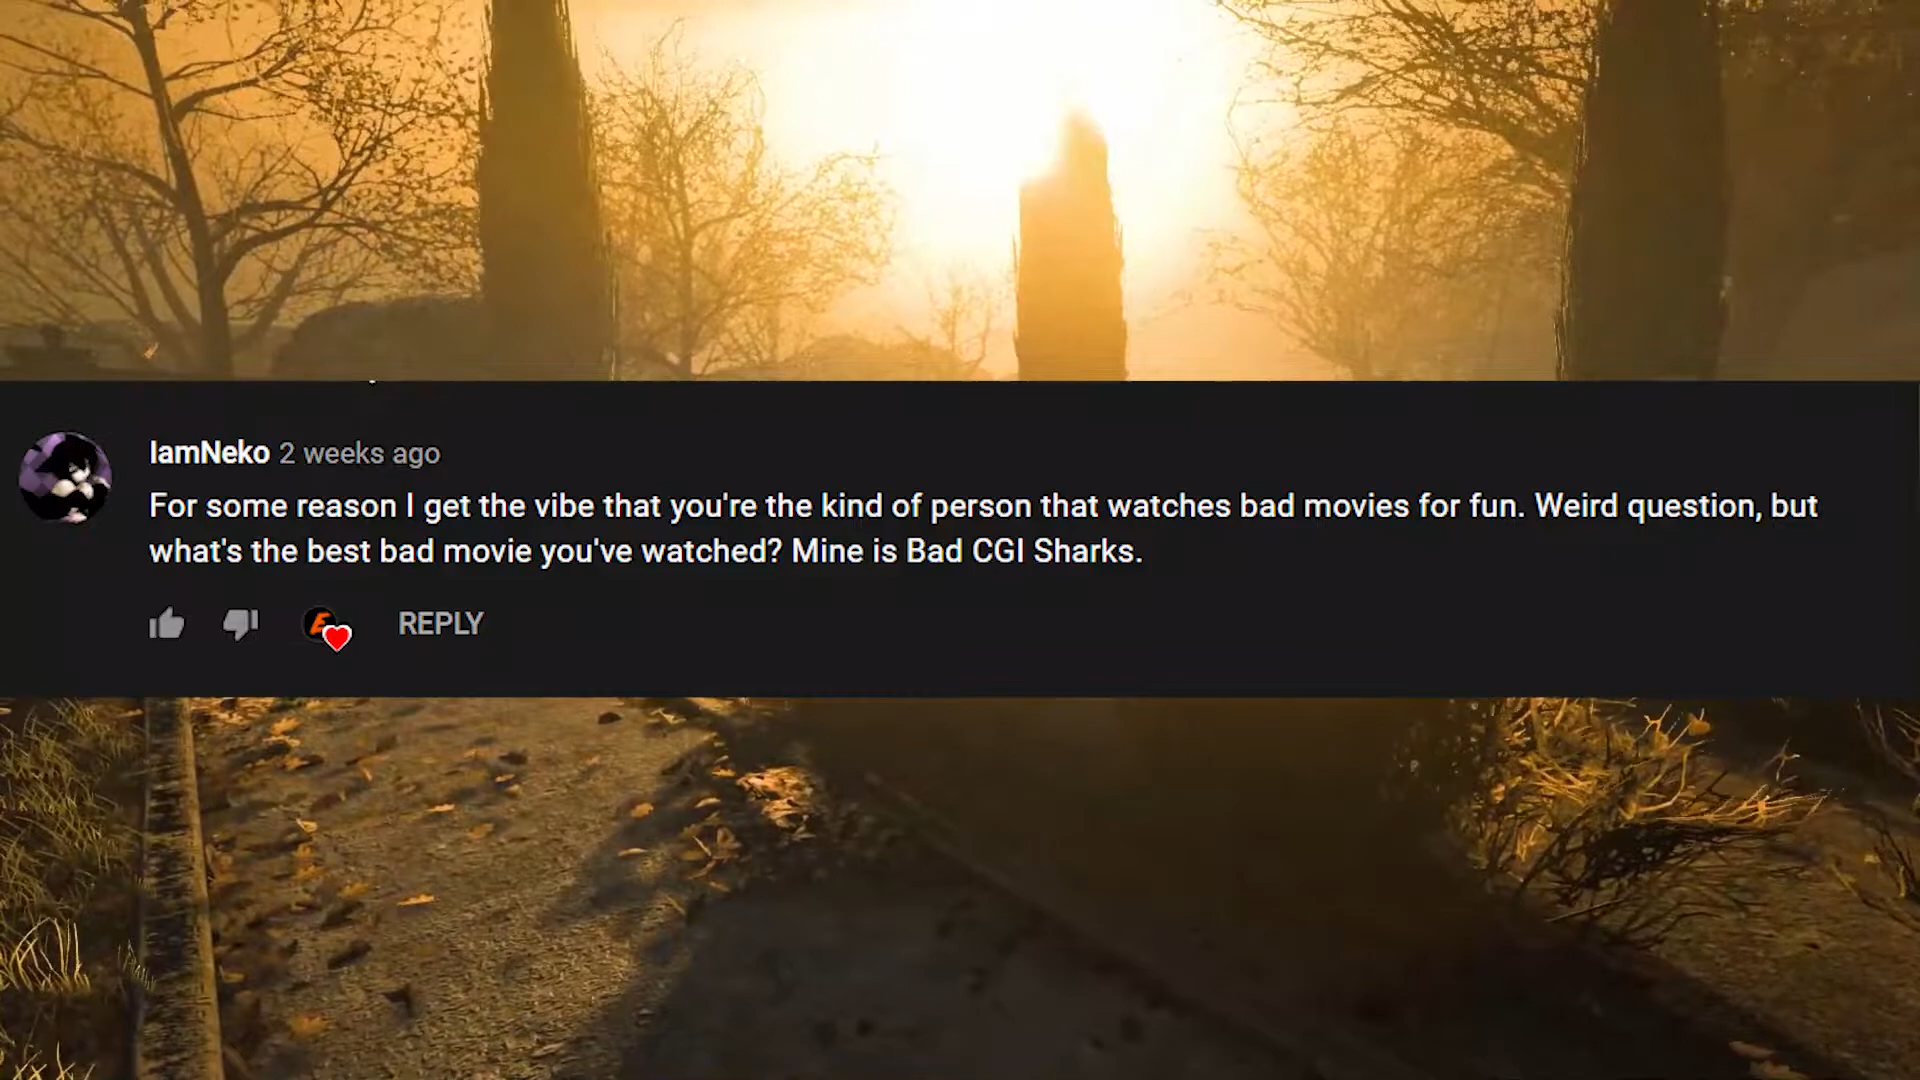 IamNeko 2 weeks ago
For some reason I get the vibe that you're the kind of person that watches bad movies for fun. Weird question, but
what's the best bad movie you've watched? Mine is Bad CGI Sharks.
E REPLY